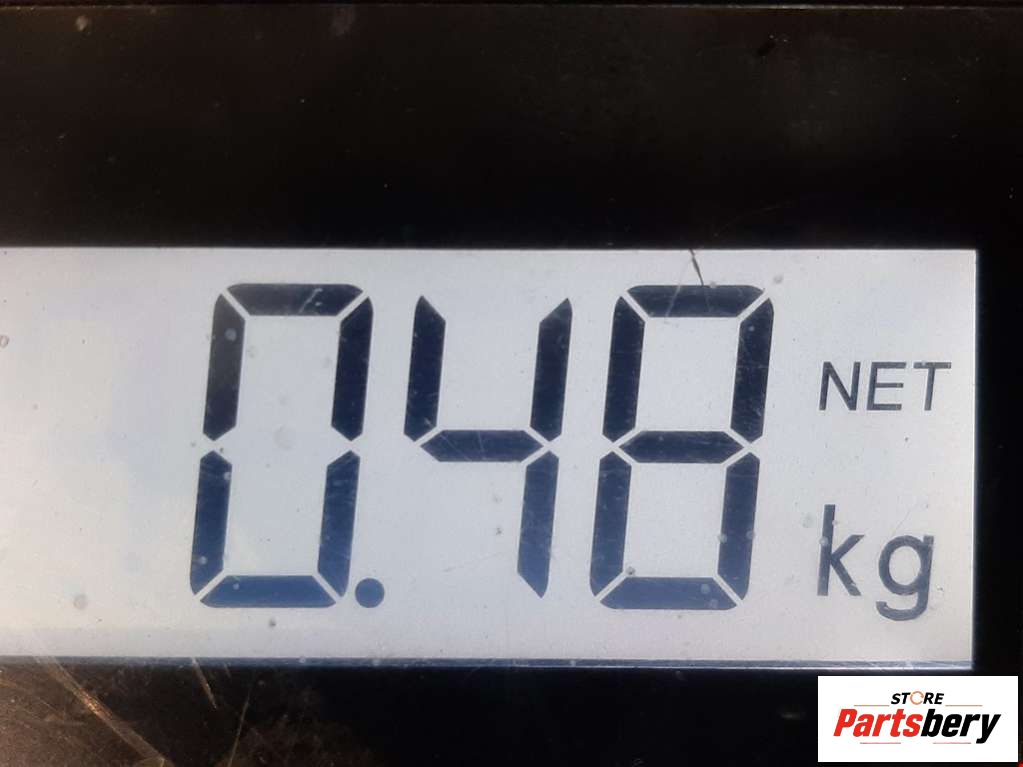 0.48 NET
kg
STORE
Partsbery